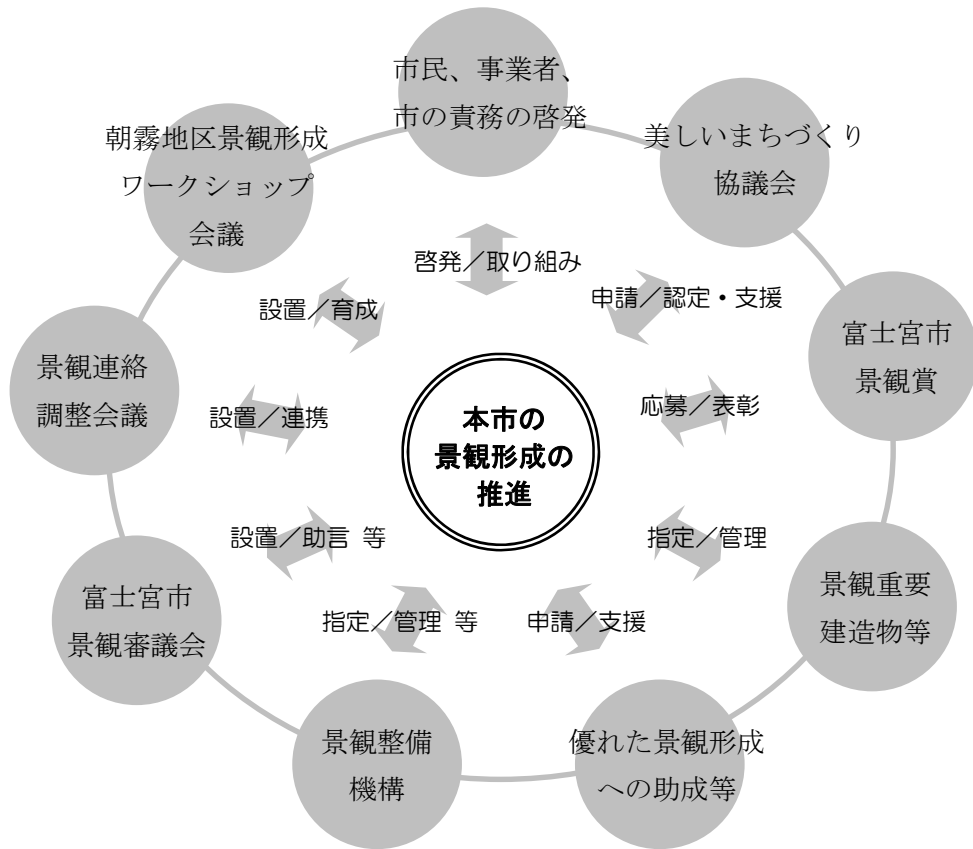 市民、事業者、
市の責務の啓発
美しいまちづくり
協議会
富士宮市
景観賞
景観重要
建造物等
優れた景観形成
への助成等
景観整備
機構
富士宮市
景観審議会
景観連絡
調整会議
朝霧地区景観形成
ワークショップ
会議
啓発／取り組み
申請／認定・支援
応募／表彰
指定／管理
申請／支援
指定／管理 等
設置／助言 等
設置／連携
設置／育成
本市の
景観形成の
推進